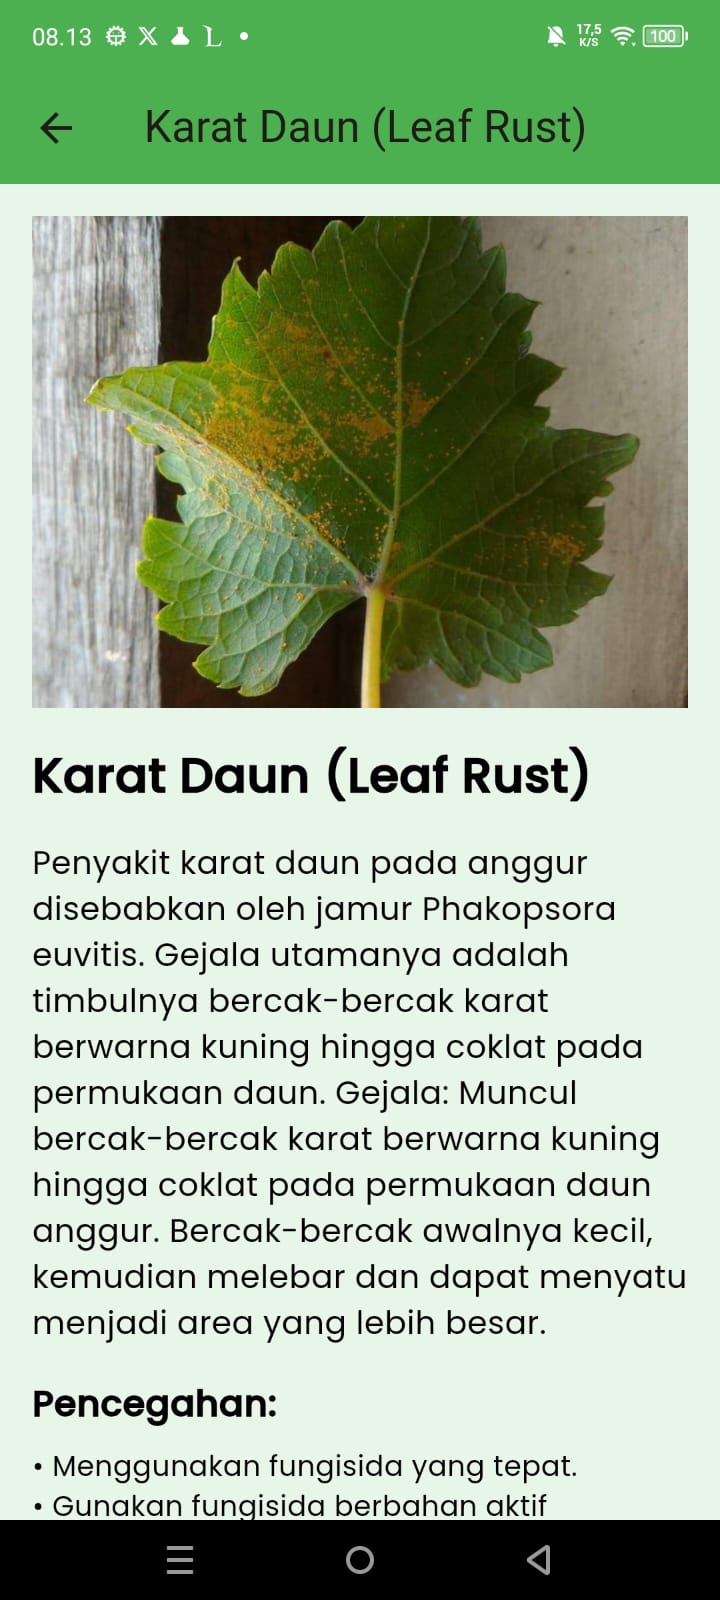 08.13
17,5
K/S
100
Karat Daun (Leaf Rust)
Karat Daun (Leaf Rust)
Penyakit karat daun pada anggur
disebabkan oleh jamur Phakopsora
euvitis. Gejala utamanya adalah
timbulnya bercak-bercak karat
berwarna kuning hingga coklat pada
permukaan daun. Gejala: Muncul
bercak-bercak karat berwarna kuning
hingga coklat pada permukaan daun
anggur. Bercak-bercak awalnya kecil,
kemudian melebar dan dapat menyatu
menjadi area yang lebih besar.
Pencegahan:
• Menggunakan fungisida yang tepat.
• Gunakan fungisida berbahan aktif